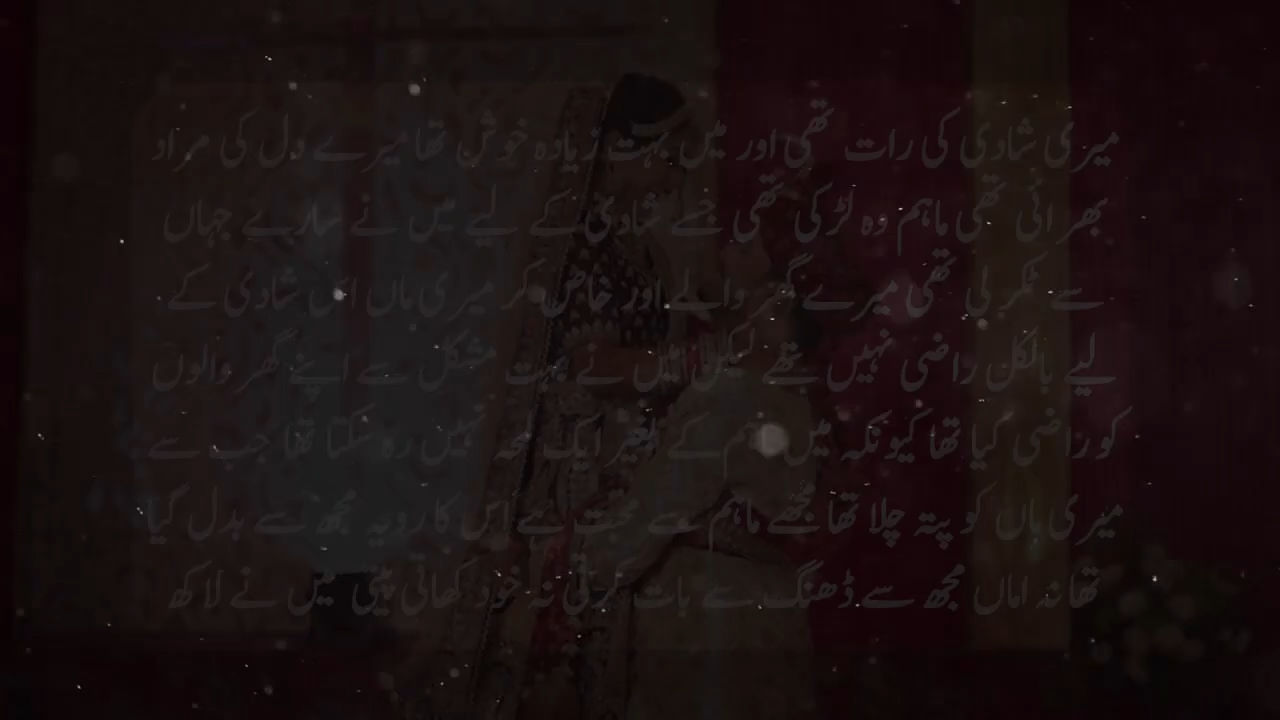 میری شادی کی رات تھی اور میں بہت زیادہ خوش تھا میرے دل کی مراد
بھر ائی تھی ماہم وہ لڑکی تھی جسے شادی کے لیے میں نے سارے جہاں
سے ٹکر لی تھی میرے گھر والے اور خاص کر میری ماں اس شادی کے
لیے بالکل راضی نہیں تھے لیکن میں نے بہت مشکل سے اپنے گھر والوں
کو راضی کیا تھا کیونکہ میں ماہم کے بغیر ایک لمحہ نہیں رہ سکتا تھا جب سے
میری ماں کو پتہ چلا تھا مجھے ماہم سے محبت ہے اس کا رویہ مجھ سے بدل گیا
تھا نہ اماں مجھ سے ڈھنگ سے بات کرتی نہ خود کھاتی پیتی میں نے لاکھ